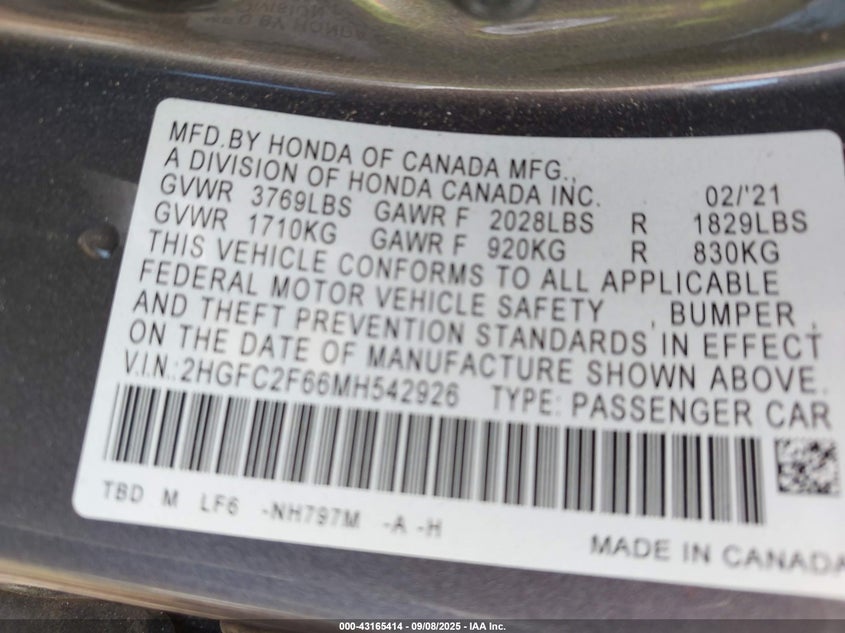 MFD.BY HONDA OF CANADA MFG.,
A DIVISION OF HONDA CANADA INC. 02/'21
GVWR 3769LBS GAWR F 2028LBS R 1829LBS
GVWR 1710KG GAWR F 920KG R 830KG
THIS VEHICLE CONFORMS TO ALL APPLICABLE
FEDERAL MOTOR VEHICLE SAFETY , BUMPER ,
AND THEFT PREVENTION STANDARDS IN EFFECT
ON THE DATE OF MANUFACTURE SHOWN ABOVE.
V.I.N.: 2HGFC2F66MH542926 TYPE: PASSENGER CAR
TBD M LF6 -NH797M -A -H
MADE IN CANADA
000-43165414 - 09/08/2025 - IAA Inc.